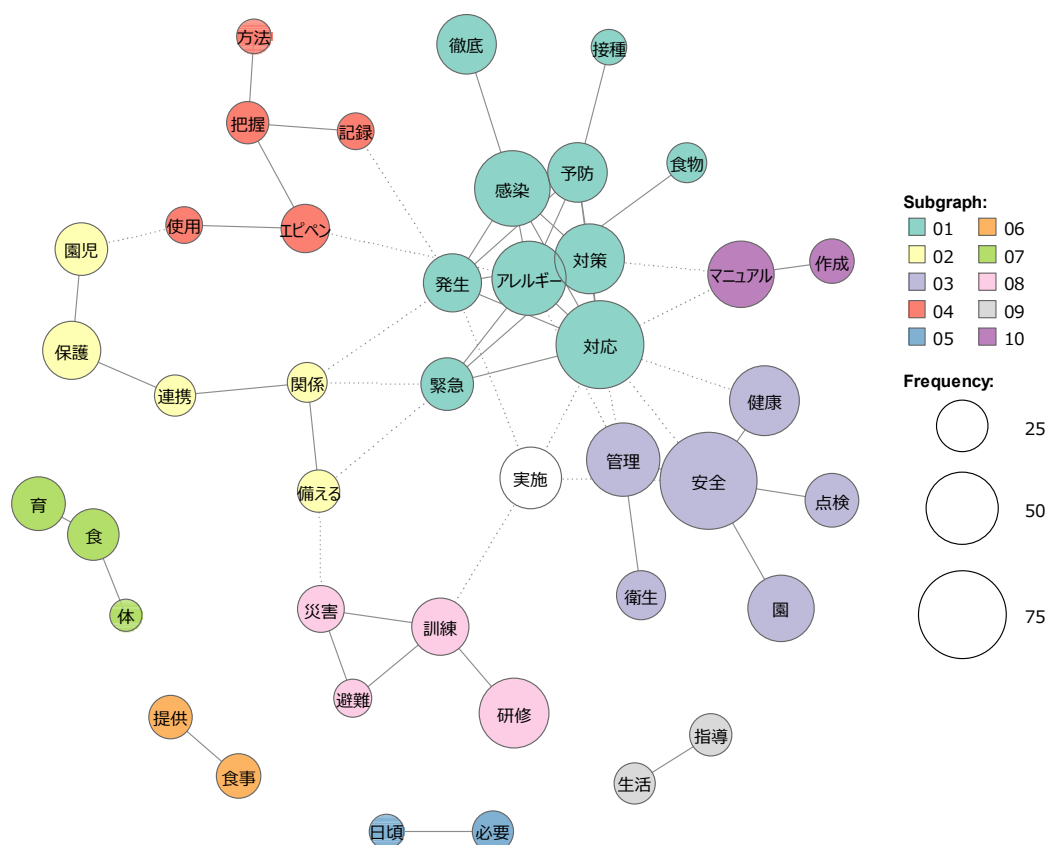 方法
徹底
接種
把握
記録
予防
食物
感染
使用
エピペン
園児
対策
マニュアル
作成
発生
アレルギー
対応
保護
連携
関係
緊急
健康
管理
安全
実施
備える
点検
育
食
体
衛生
園
災害
訓練
避難
研修
提供
食事
指導
生活
日頃
必要
Subgraph:
01 06
02 07
03 08
04 09
05 10
Frequency:
25
50
75